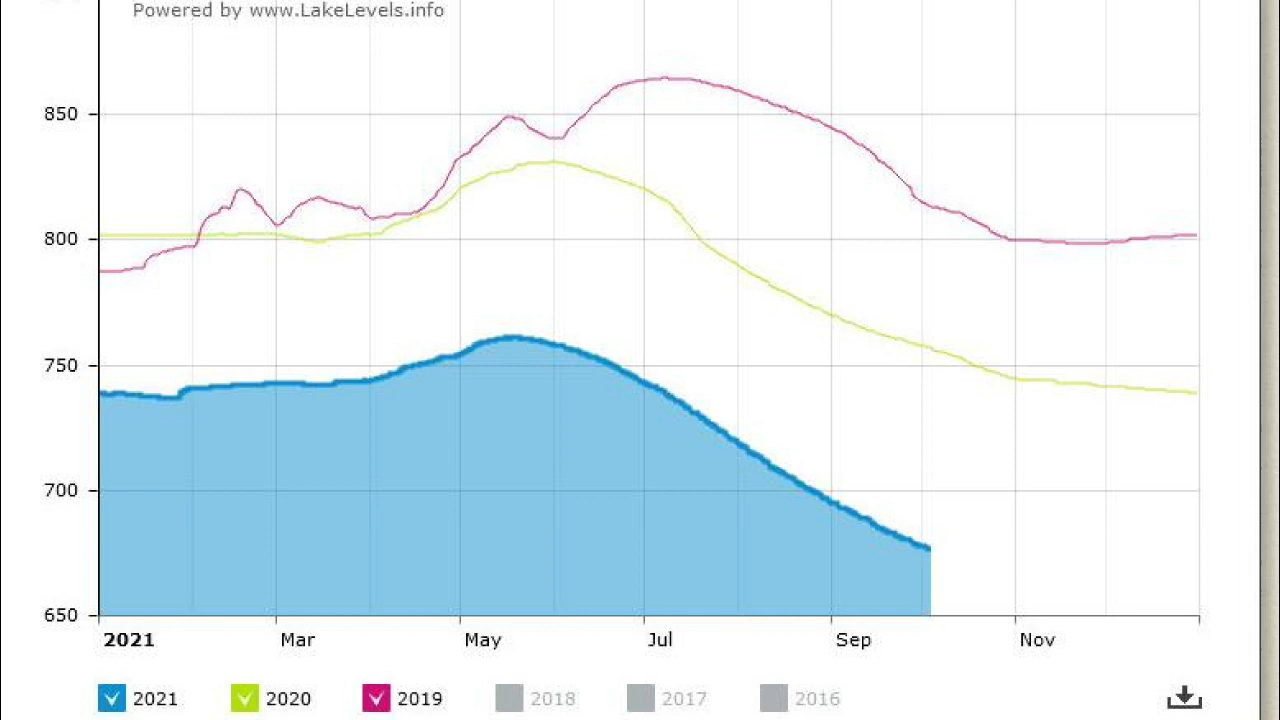 Powered by www.LakeLevels.info
850
800
750
700
650
2021 Mar May Jul Sep Nov
2021 2020 2019 2018 2017 2016